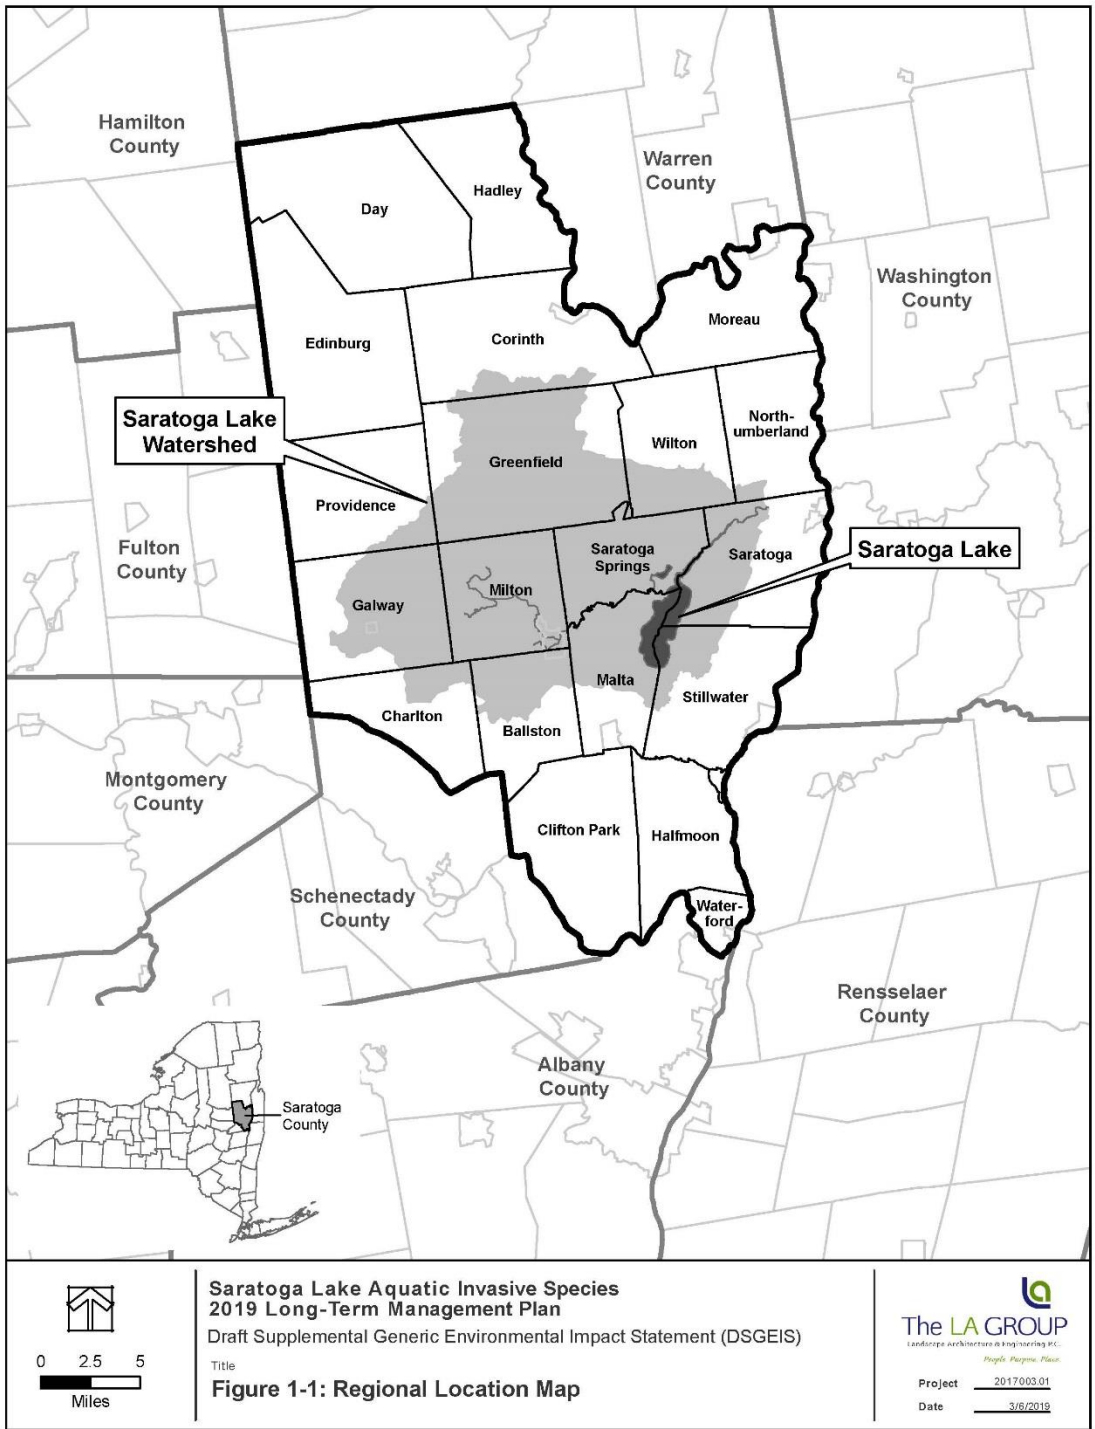 Hamilton
County
Warren
County
Hadley
Day
Washington
County
Moreau
Edinburg
Corinth
Saratoga Lake
Watershed
North-
umberland
Wilton
Greenfield
Providence
Fulton
County
Saratoga
Springs
Saratoga
Saratoga Lake
Milton
Galway
Malta
Stillwater
Charlton
Ballston
Montgomery
County
Clifton Park
Halfmoon
Schenectady
County
Water-
ford
Rensselaer
County
Albany
County
Saratoga
County
0 2.5 5
Miles
Saratoga Lake Aquatic Invasive Species
2019 Long-Term Management Plan
Draft Supplemental Generic Environmental Impact Statement (DSGEIS)
Title
Figure 1-1: Regional Location Map
The LA GROUP
Landscape Architecture & Engineering P.C.
People. Purpose. Place.
Project 2017003.01
Date 3/6/2019